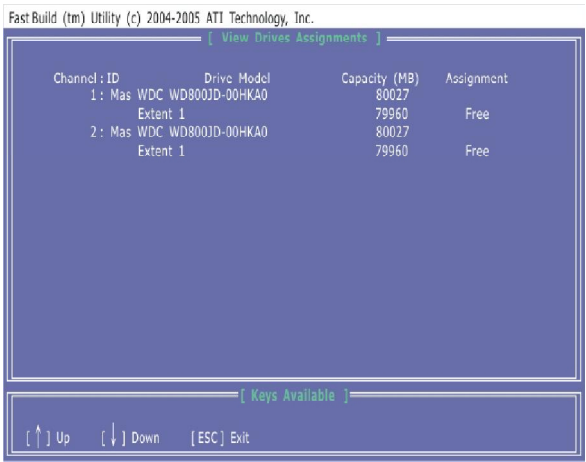 Fast Build (tm) Utility (c) 2004-2005 ATI Technology, Inc.
[ View Drives Assignments ]
Channel : ID Drive Model Capacity (MB) Assignment
1 : Mas WDC WD800JD-00HKA0 80027
Extent 1 79960 Free
2 : Mas WDC WD800JD-00HKA0 80027
Extent 1 79960 Free
[ Keys Available ]
[ ↑ ] Up [ ↓ ] Down [ ESC ] Exit